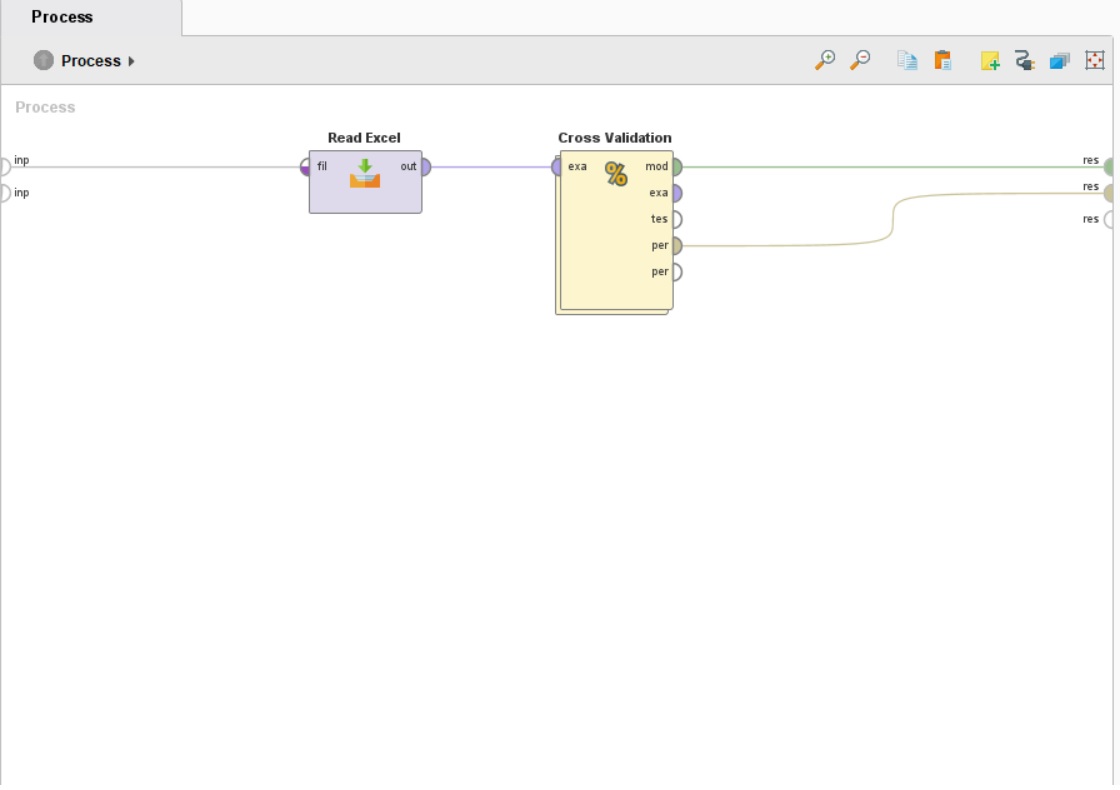 Process
Process
Process
Read Excel
Cross Validation
inp
fil
out
exa
mod
res
inp
exa
res
tes
res
per
per